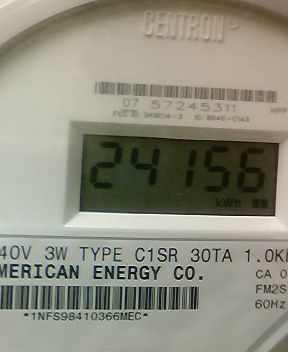 CENTRON
07 57245311
24156
kWh
40V 3W TYPE C1SR 30TA 1.0K
MERICAN ENERGY CO.
CA 0
FM2S
60Hz
*1NFS98410366MEC*